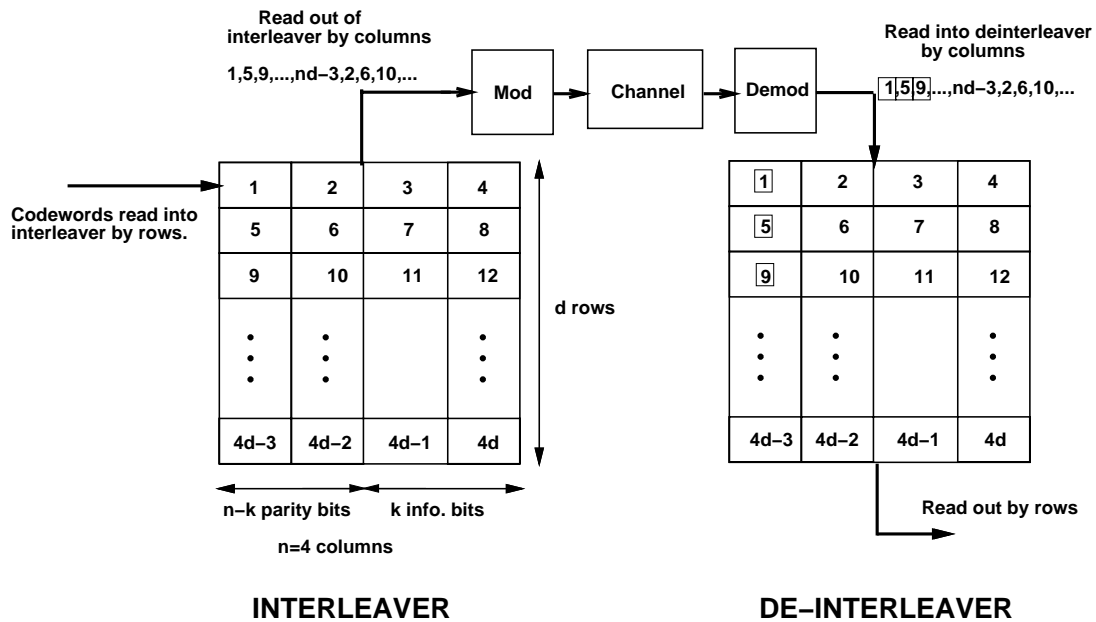 Read out of
interleaver by columns
1,5,9,...,nd−3,2,6,10,...
Mod
Channel
Demod
Read into deinterleaver
by columns
1,5,9,...,nd−3,2,6,10,...
Codewords read into
interleaver by rows.
1 2 3 4
5 6 7 8
9 10 11 12
4d−3 4d−2 4d−1 4d
d rows
n−k parity bits
k info. bits
n=4 columns
INTERLEAVER
1 2 3 4
5 6 7 8
9 10 11 12
4d−3 4d−2 4d−1 4d
Read out by rows
DE−INTERLEAVER